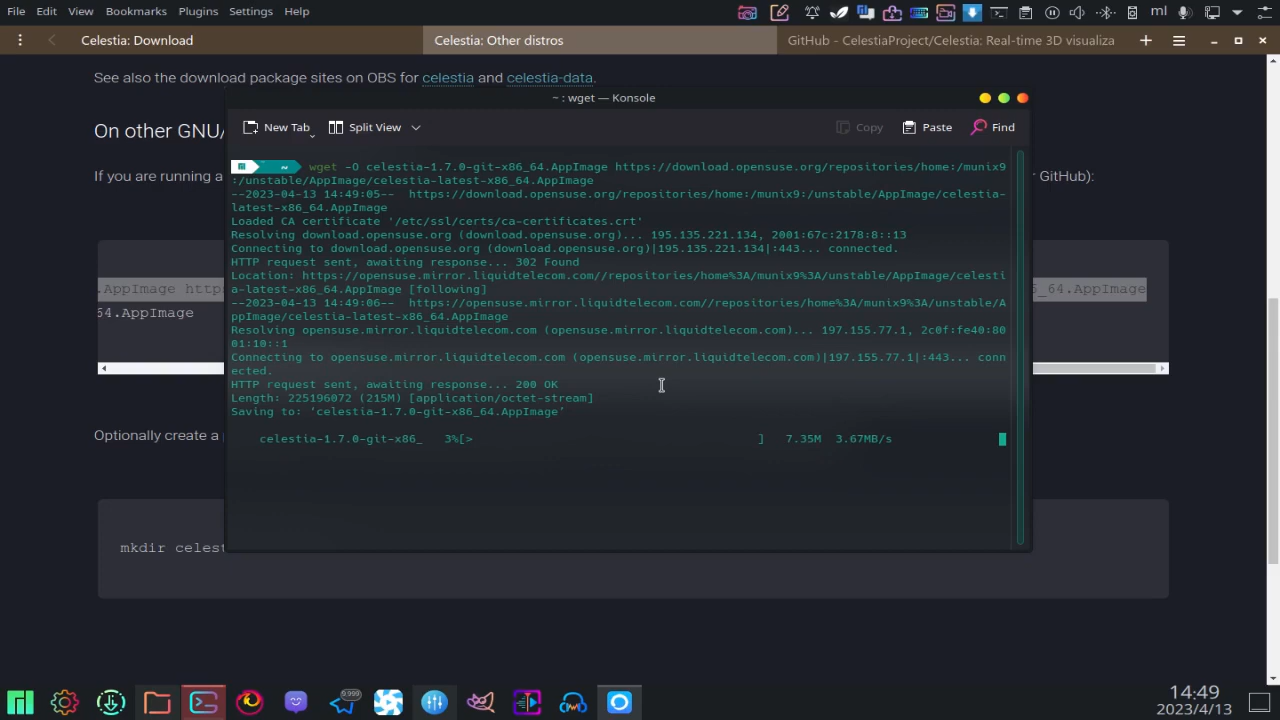 File Edit View Bookmarks Plugins Settings Help
9,999
ml
Celestia: Download
Celestia: Other distros
GitHub - CelestiaProject/Celestia: Real-time 3D visualiza
See also the download package sites on OBS for celestia and celestia-data.
~ : wget — Konsole
On other GNU/
New Tab Split View Copy Paste Find
If you are running a
r GitHub):
~ wget -O celestia-1.7.0-git-x86_64.AppImage https://download.opensuse.org/repositories/home:/munix9
:/unstable/AppImage/celestia-latest-x86_64.AppImage
--2023-04-13 14:49:05-- https://download.opensuse.org/repositories/home:/munix9:/unstable/AppImage/celestia-
latest-x86_64.AppImage
Loaded CA certificate '/etc/ssl/certs/ca-certificates.crt'
Resolving download.opensuse.org (download.opensuse.org)... 195.135.221.134, 2001:67c:2178:8::13
Connecting to download.opensuse.org (download.opensuse.org)|195.135.221.134|:443... connected.
HTTP request sent, awaiting response... 302 Found
Location: https://opensuse.mirror.liquidtelecom.com//repositories/home%3A/munix9%3A/unstable/AppImage/celesti
a-latest-x86_64.AppImage [following]
--2023-04-13 14:49:06-- https://opensuse.mirror.liquidtelecom.com//repositories/home%3A/munix9%3A/unstable/A
ppImage/celestia-latest-x86_64.AppImage
Resolving opensuse.mirror.liquidtelecom.com (opensuse.mirror.liquidtelecom.com)... 197.155.77.1, 2c0f:fe40:80
01:10::1
Connecting to opensuse.mirror.liquidtelecom.com (opensuse.mirror.liquidtelecom.com)|197.155.77.1|:443... conn
ected.
HTTP request sent, awaiting response... 200 OK
Length: 225196072 (215M) [application/octet-stream]
Saving to: ‘celestia-1.7.0-git-x86_64.AppImage’
celestia-1.7.0-git-x86_ 3%[> ] 7.35M 3.67MB/s
.AppImage https
6_64.AppImage
64.AppImage
Optionally create a p
mkdir celest
14:49
2023/4/13